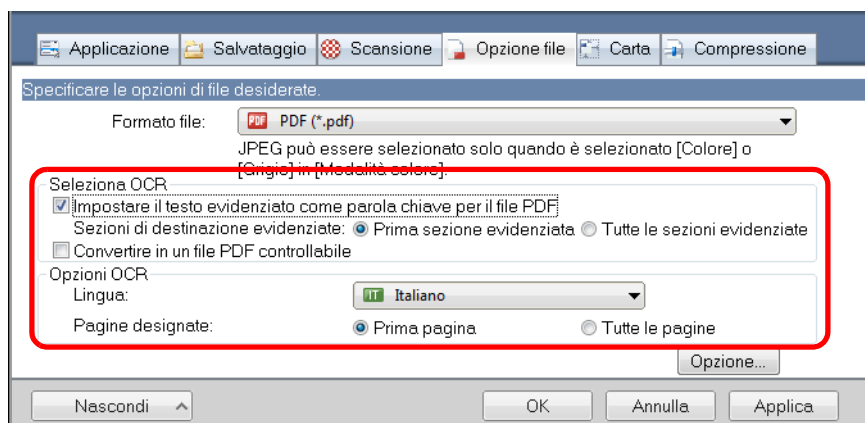 Applicazione Salvataggio Scansione Opzione file Carta Compressione
Specificare le opzioni di file desiderate.
Formato file: PDF PDF (*.pdf)
JPEG può essere selezionato solo quando è selezionato [Colore] o
[Grigio] in [Modalità colore].
Seleziona OCR
Impostare il testo evidenziato come parola chiave per il file PDF
Sezioni di destinazione evidenziate: Prima sezione evidenziata Tutte le sezioni evidenziate
Convertire in un file PDF controllabile
Opzioni OCR
Lingua: IT Italiano
Pagine designate: Prima pagina Tutte le pagine
Opzione...
Nascondi OK Annulla Applica